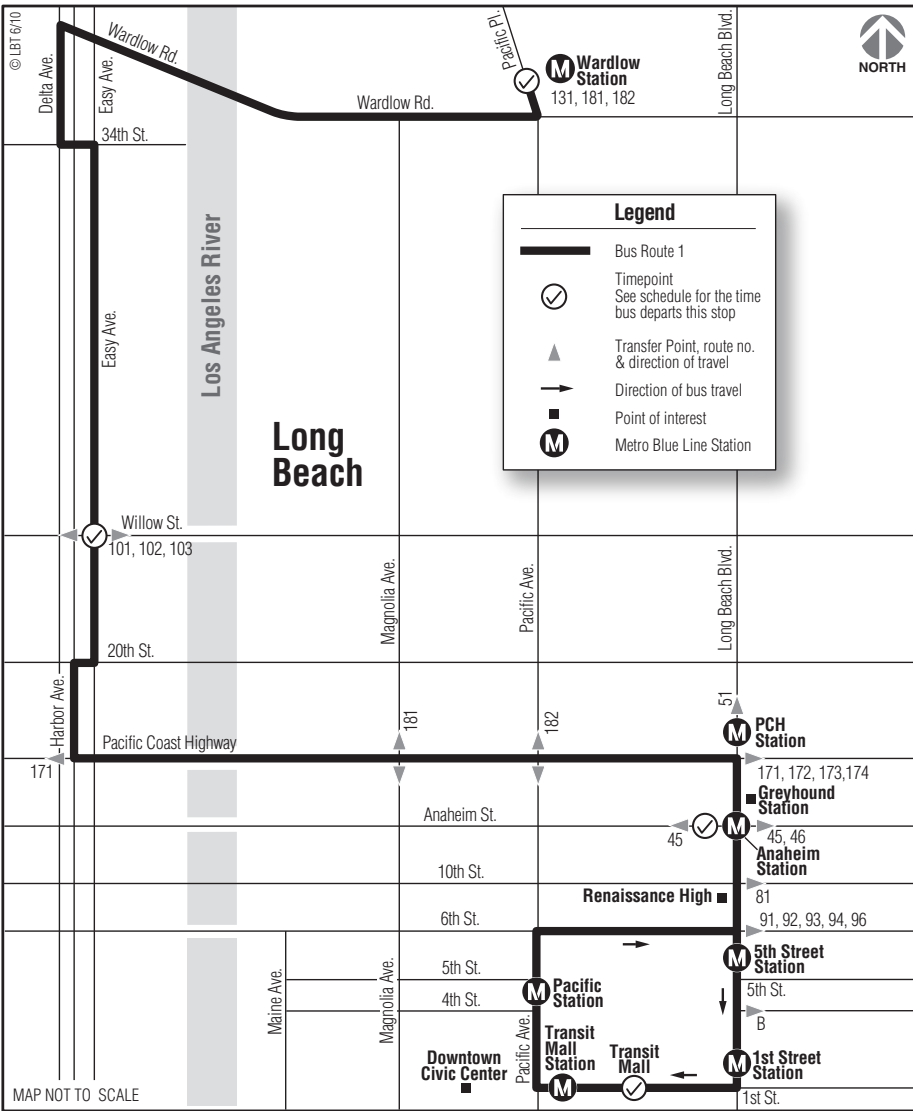 © LBT 6/10
Delta Ave.
Easy Ave.
Wardlow Rd.
Wardlow Rd.
Pacific Pl.
M
Wardlow
Station
131, 181, 182
Long Beach Blvd.
NORTH
34th St.
Los Angeles River
Easy Ave.
Long
Beach
Legend
Bus Route 1
Timepoint
See schedule for the time
bus departs this stop
Transfer Point, route no.
& direction of travel
Direction of bus travel
Point of interest
M
Metro Blue Line Station
Willow St.
101, 102, 103
Magnolia Ave.
Pacific Ave.
Long Beach Blvd.
20th St.
Harbor Ave.
Pacific Coast Highway
171
181
182
51
M
PCH
Station
171, 172, 173,174
Greyhound
Station
Anaheim St.
45
M
45, 46
Anaheim
Station
10th St.
Renaissance High
81
6th St.
91, 92, 93, 94, 96
M
5th Street
Station
5th St.
5th St.
4th St.
M
Pacific
Station
B
Maine Ave.
Magnolia Ave.
Pacific Ave.
Downtown
Civic Center
Transit
Mall
Station
M
Transit
Mall
M
1st Street
Station
1st St.
MAP NOT TO SCALE